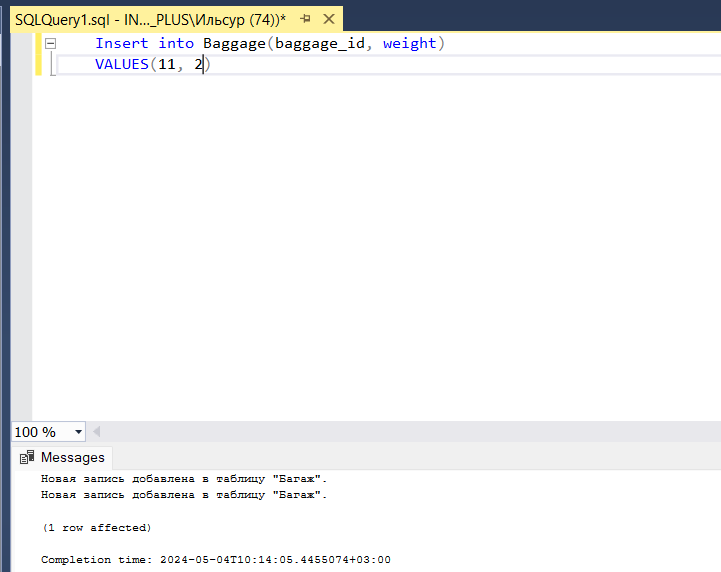 SQLQuery1.sql - IN..._PLUS\Ильсур (74))*
Insert into Baggage(baggage_id, weight)
VALUES(11, 2)
100 %
Messages
Новая запись добавлена в таблицу "Багаж".
Новая запись добавлена в таблицу "Багаж".
(1 row affected)
Completion time: 2024-05-04T10:14:05.4455074+03:00